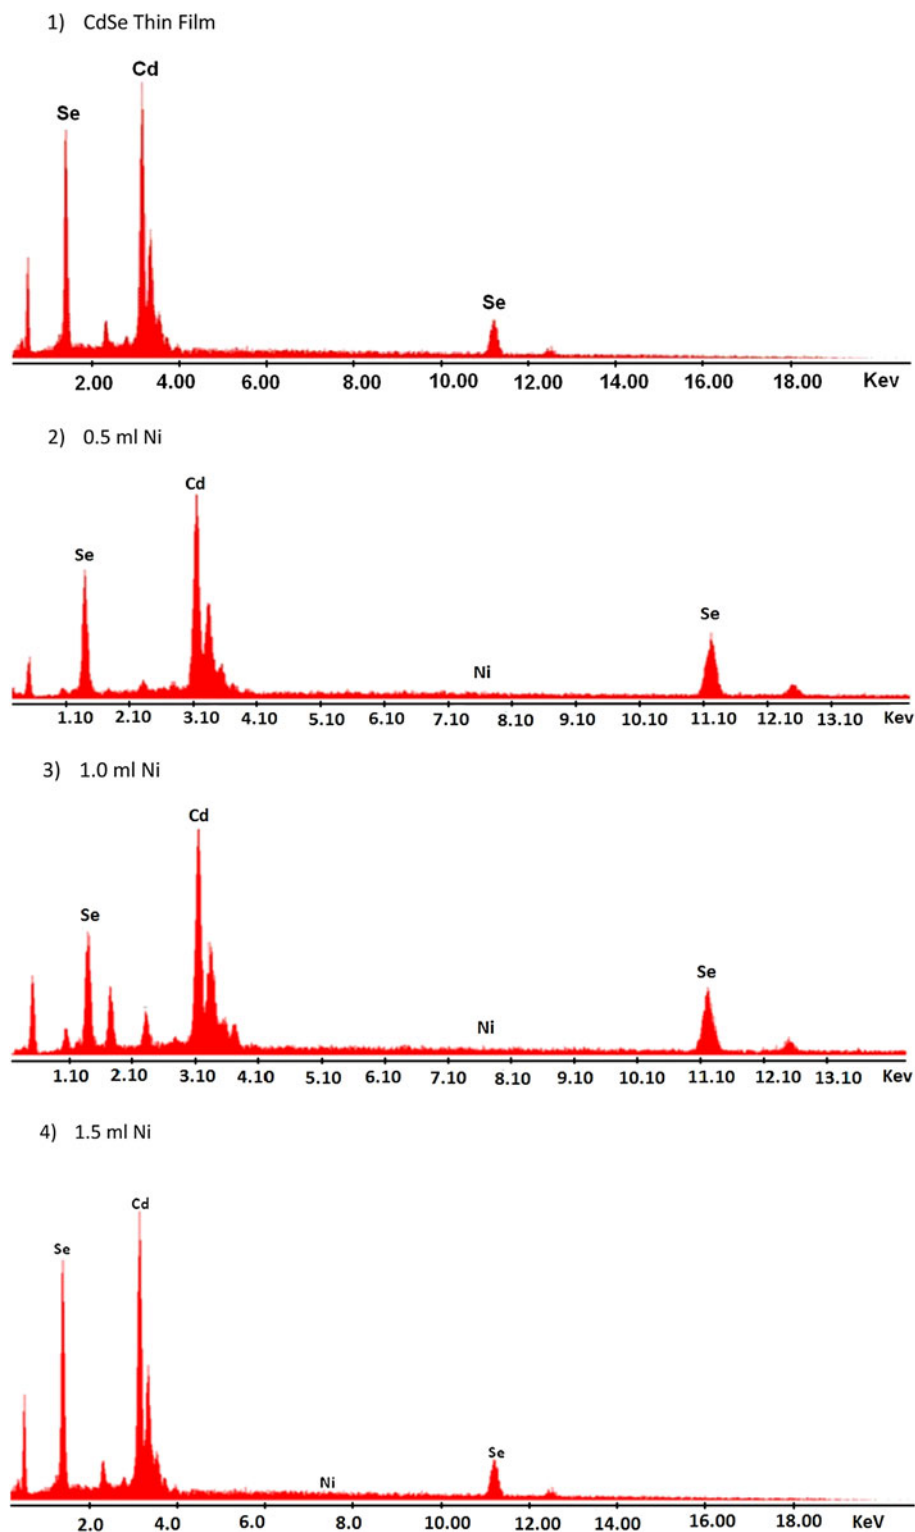 1) CdSe Thin Film
Cd
Se
Se
2.00 4.00 6.00 8.00 10.00 12.00 14.00 16.00 18.00 Kev
2) 0.5 ml Ni
Cd
Se
Se
Ni
1.10 2.10 3.10 4.10 5.10 6.10 7.10 8.10 9.10 10.10 11.10 12.10 13.10 Kev
3) 1.0 ml Ni
Cd
Se
Se
Ni
1.10 2.10 3.10 4.10 5.10 6.10 7.10 8.10 9.10 10.10 11.10 12.10 13.10 Kev
4) 1.5 ml Ni
Cd
Se
Se
Ni
2.0 4.00 6.0 8.0 10.00 12.00 14.00 16.00 18.00 KeV